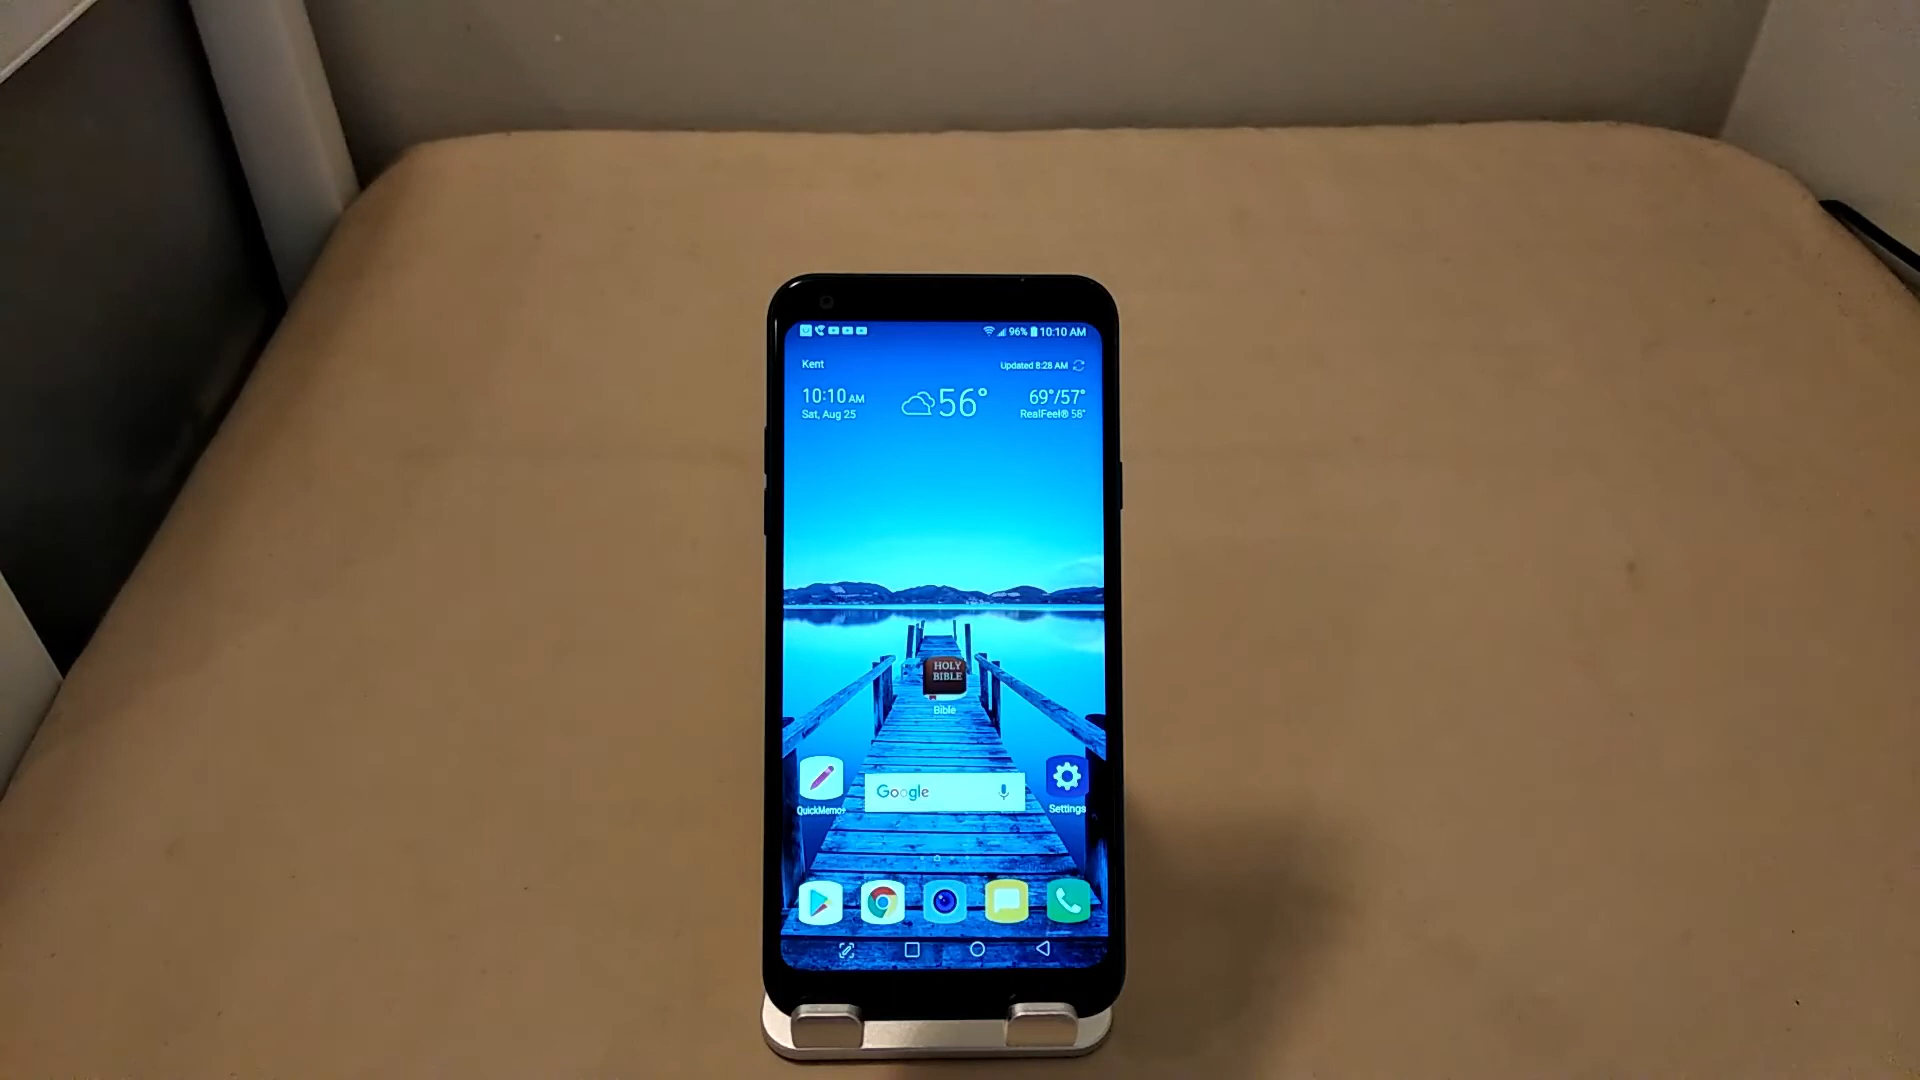 96% 10:10 AM
Kent
Updated 8:28 AM
10:10 AM
Sat, Aug 25
56°
69°/57°
RealFeel® 58°
HOLY
BIBLE
Bible
Google
QuickMemo+
Settings